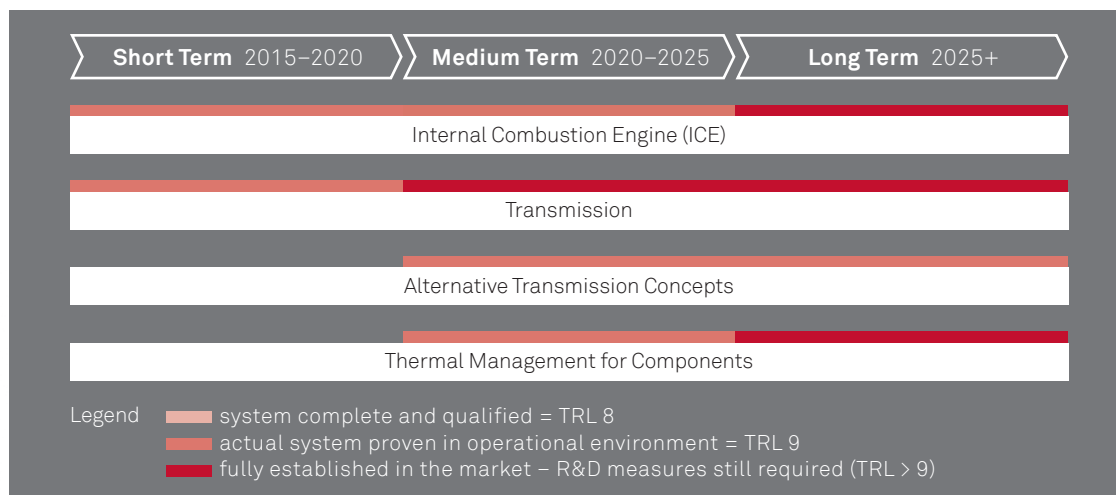 Short Term 2015–2020
Medium Term 2020–2025
Long Term 2025+
Internal Combustion Engine (ICE)
Transmission
Alternative Transmission Concepts
Thermal Management for Components
Legend
system complete and qualified = TRL 8
actual system proven in operational environment = TRL 9
fully established in the market – R&D measures still required (TRL > 9)